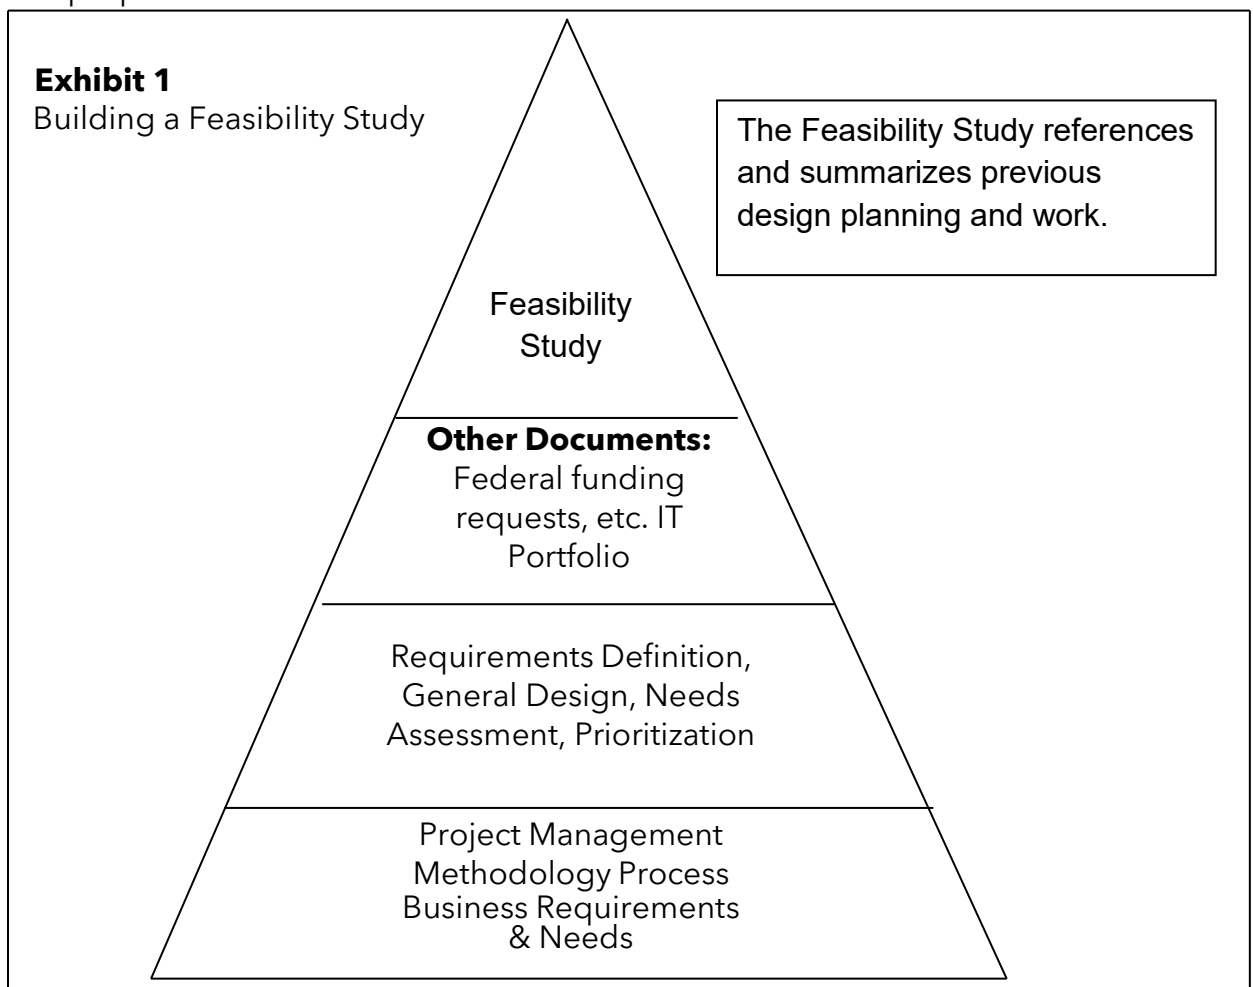 Exhibit 1
Building a Feasibility Study
The Feasibility Study references
and summarizes previous
design planning and work.
Feasibility
Study
Other Documents:
Federal funding
requests, etc. IT
Portfolio
Requirements Definition,
General Design, Needs
Assessment, Prioritization
Project Management
Methodology Process
Business Requirements
& Needs